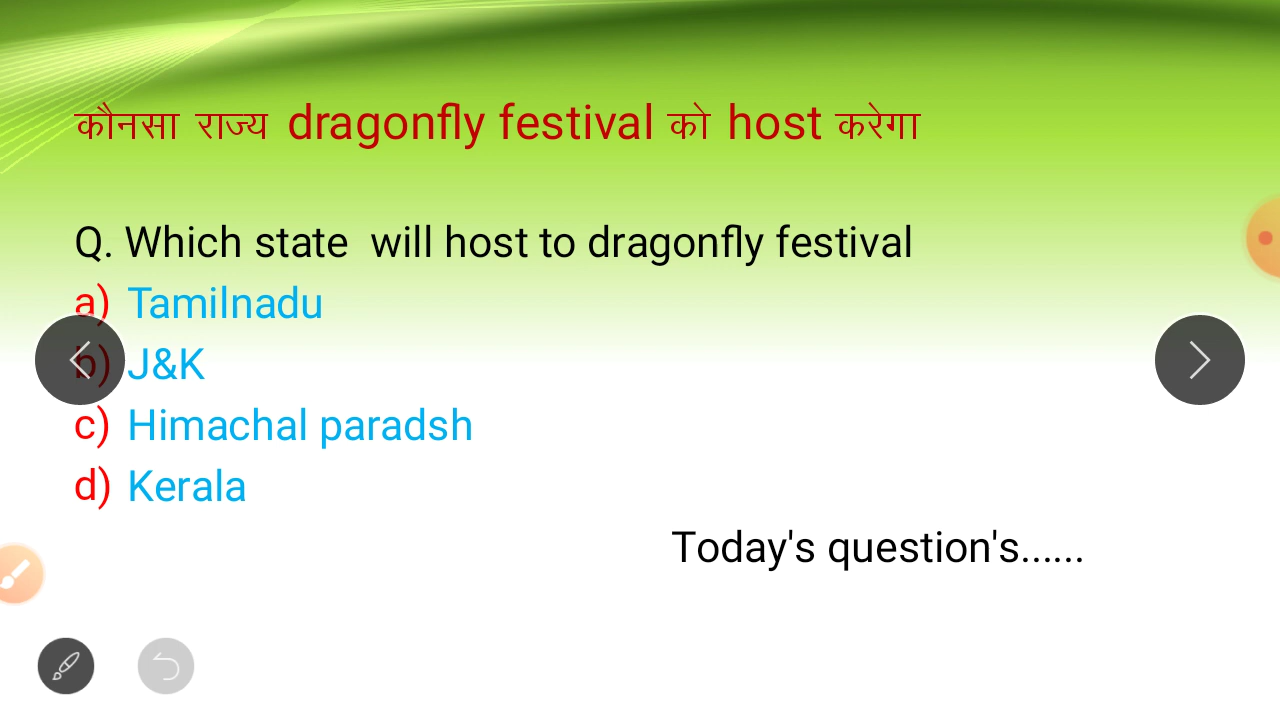 कौनसा राज्य dragonfly festival को host करेगा
Q. Which state will host to dragonfly festival
a) Tamilnadu
b) J&K
c) Himachal paradsh
d) Kerala
Today's question's......